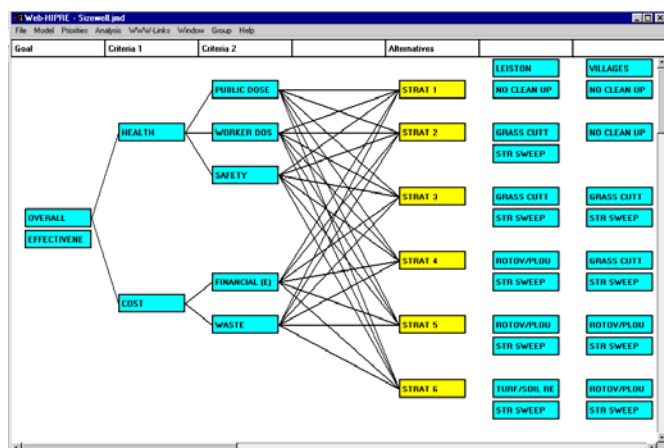 Web-HIPRE - Sizewell.jmd
File Model Priorities Analysis WWW-Links Window Group Help
Goal Criteria 1 Criteria 2 Alternatives
LEISTON VILLAGES
PUBLIC DOSE STRAT 1 NO CLEAN UP NO CLEAN UP
HEALTH WORKER DOS STRAT 2 GRASS CUTT NO CLEAN UP
STR SWEEP
SAFETY
STRAT 3 GRASS CUTT GRASS CUTT
OVERALL STR SWEEP STR SWEEP
EFFECTIVENE
STRAT 4 ROTOV/PLOU GRASS CUTT
FINANCIAL (£) STR SWEEP STR SWEEP
COST
WASTE STRAT 5 ROTOV/PLOU ROTOV/PLOU
STR SWEEP STR SWEEP
STRAT 6 TURF/SOIL RE ROTOV/PLOU
STR SWEEP STR SWEEP